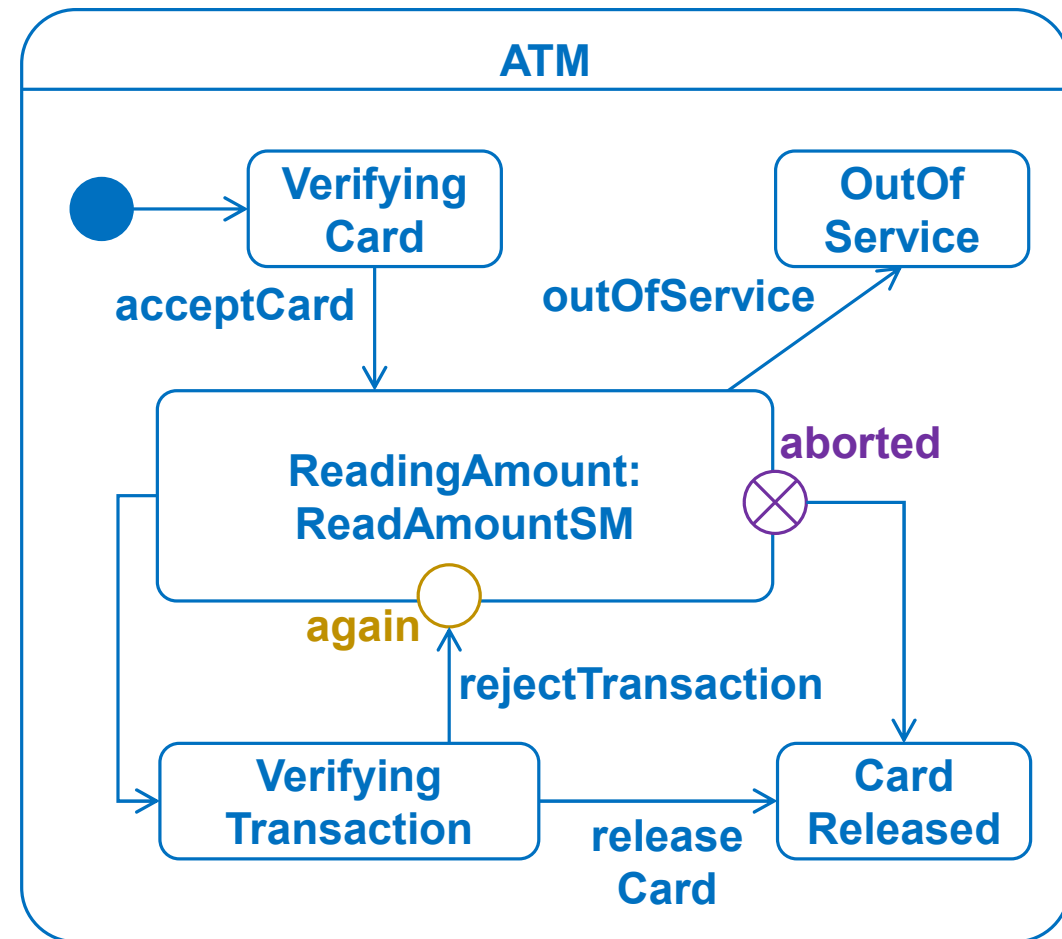 ATM
Verifying
Card
OutOf
Service
acceptCard
outOfService
aborted
ReadingAmount:
ReadAmountSM
again
rejectTransaction
Verifying
Transaction
release
Card
Card
Released